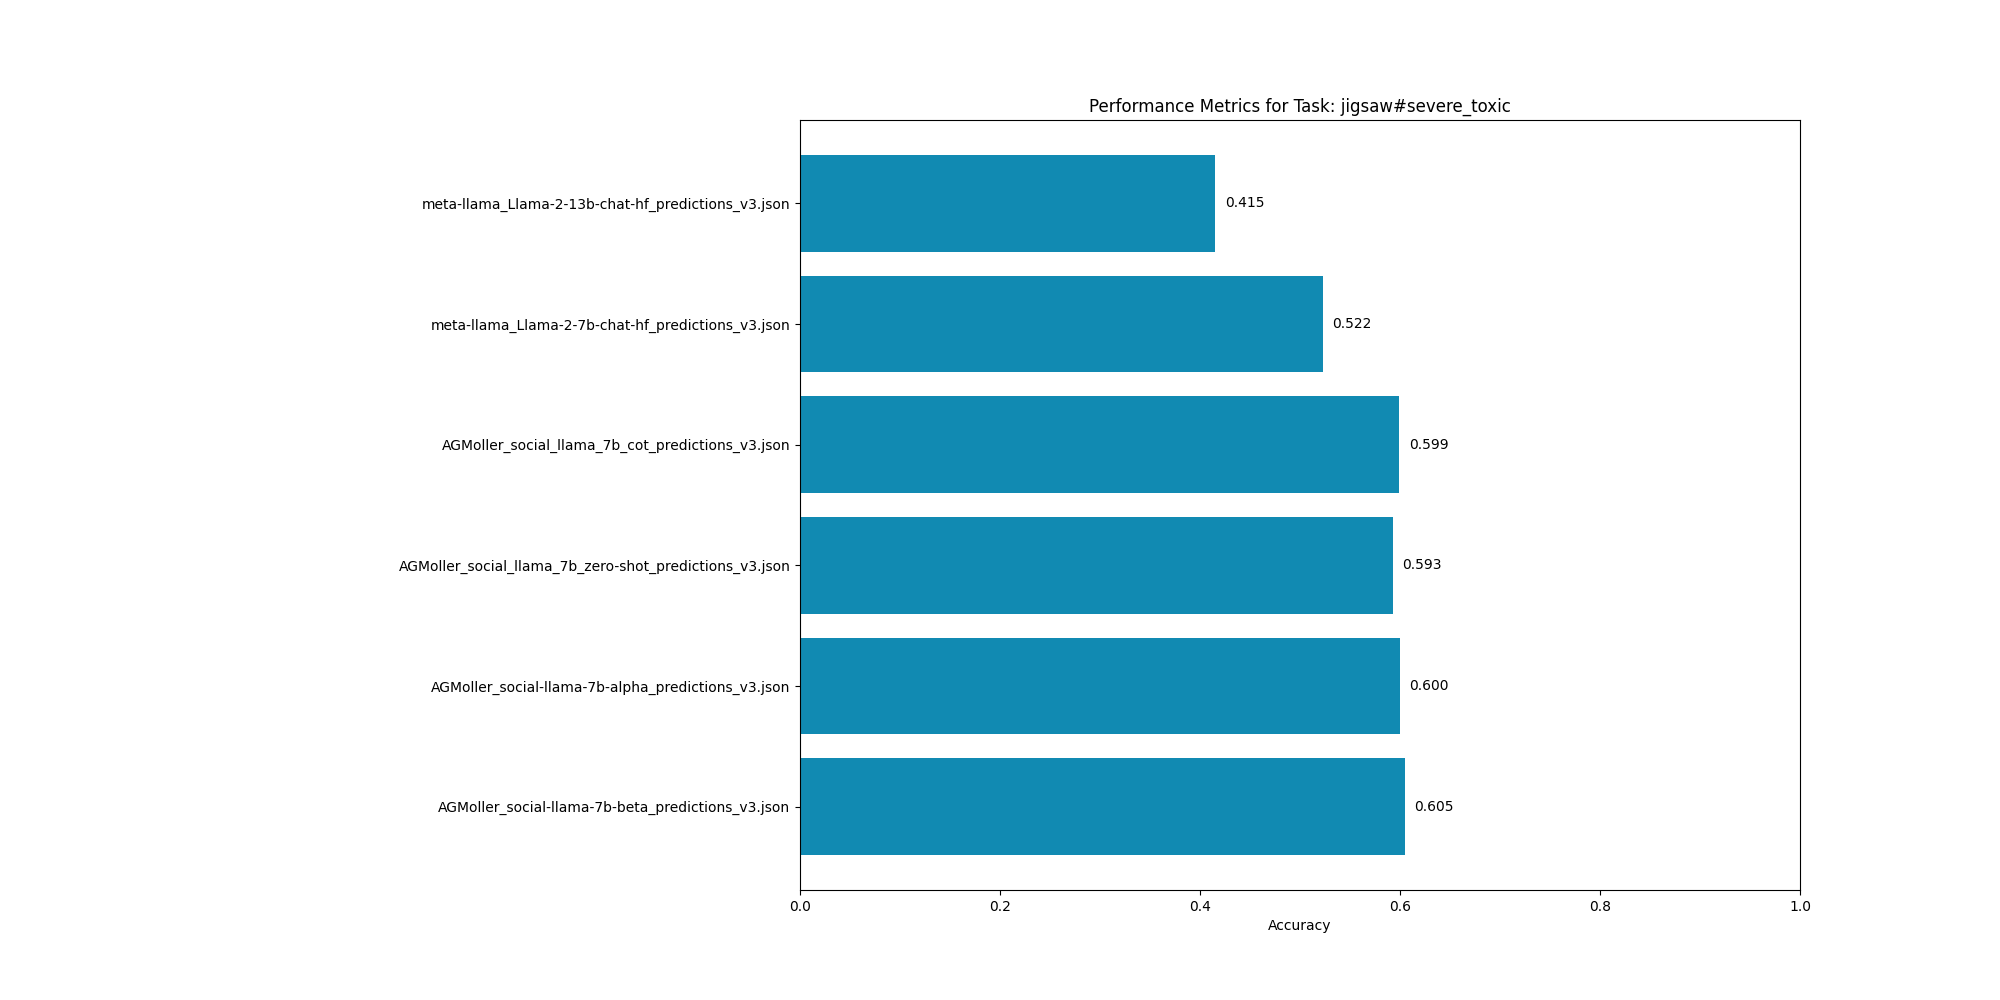 Performance Metrics for Task: jigsaw#severe_toxic
meta-llama_Llama-2-13b-chat-hf_predictions_v3.json
0.415
meta-llama_Llama-2-7b-chat-hf_predictions_v3.json
0.522
AGMoller_social_llama_7b_cot_predictions_v3.json
0.599
AGMoller_social_llama_7b_zero-shot_predictions_v3.json
0.593
AGMoller_social-llama-7b-alpha_predictions_v3.json
0.600
AGMoller_social-llama-7b-beta_predictions_v3.json
0.605
0.0 0.2 0.4 0.6 0.8 1.0
Accuracy